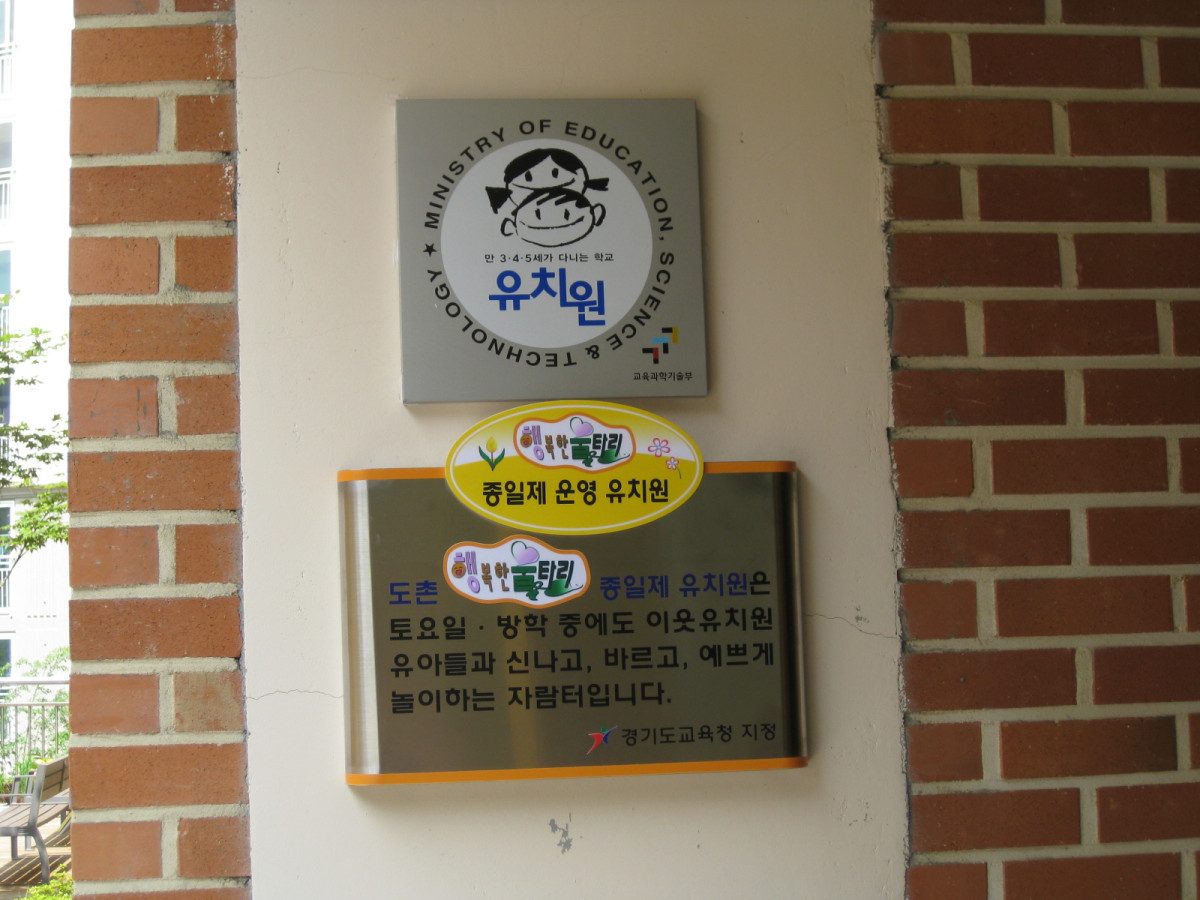 ★ MINISTRY OF EDUCATION, SCIENCE & TECHNOLOGY
만 3·4·5세가 다니는 학교
유치원
교육과학기술부
행복한울타리
종일제 운영 유치원
도촌 행복한울타리 종일제 유치원은
토요일 · 방학 중에도 이웃유치원
유아들과 신나고, 바르고, 예쁘게
놀이하는 자람터입니다.
경기도교육청 지정